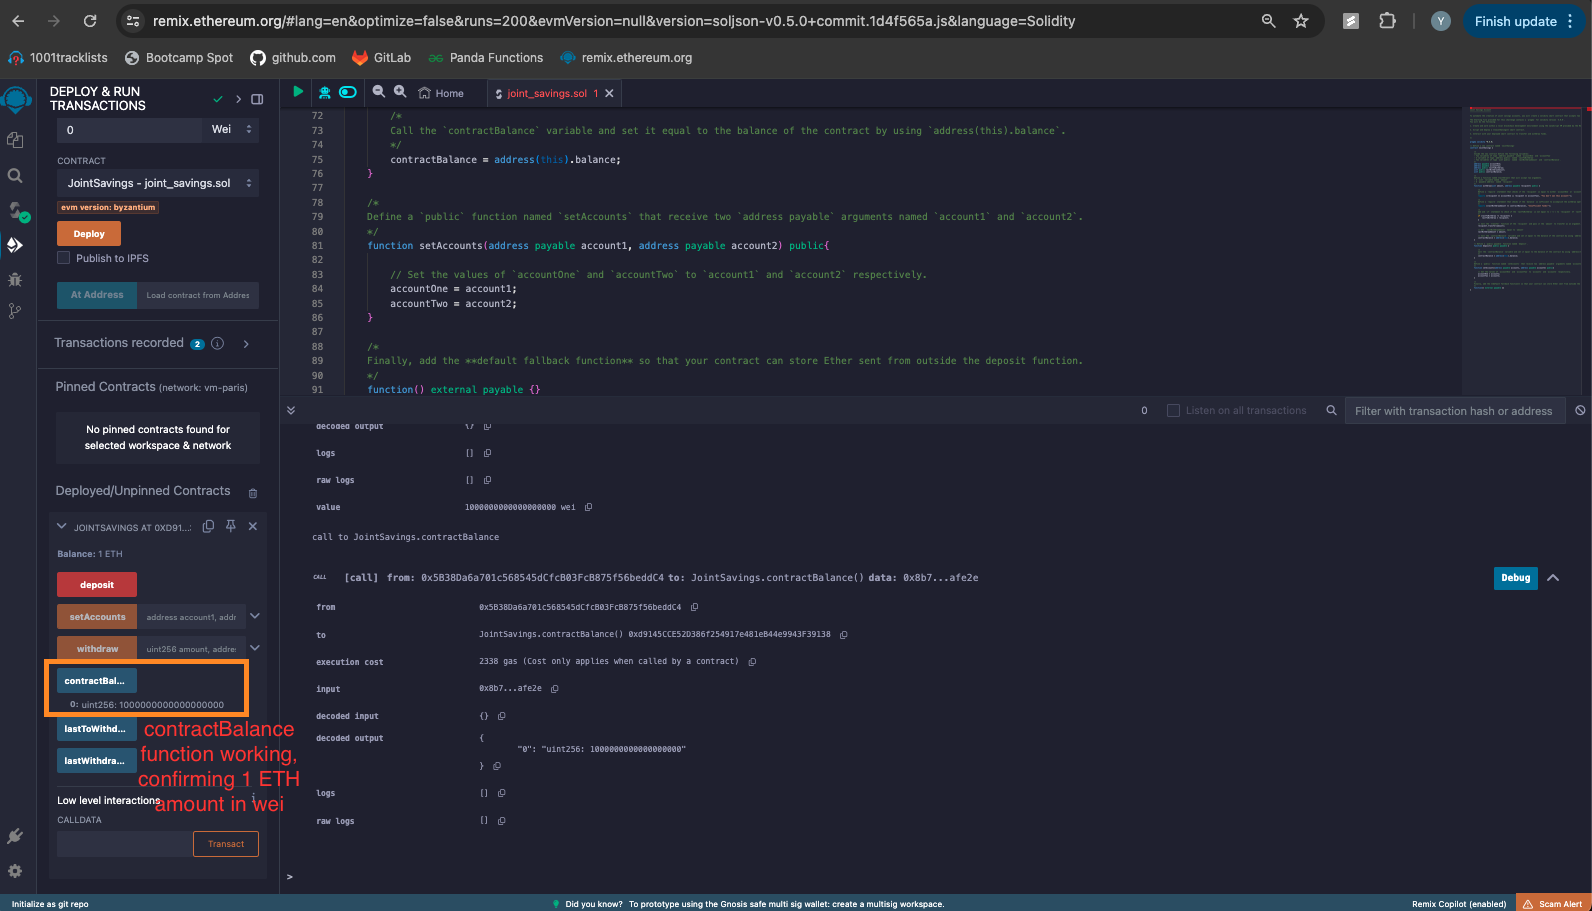 remix.ethereum.org/#lang=en&optimize=false&runs=200&evmVersion=null&version=soljson-v0.5.0+commit.1d4f565a.js&language=Solidity
Y
Finish update
1001tracklists
Bootcamp Spot
github.com
GitLab
Panda Functions
remix.ethereum.org
DEPLOY & RUN
TRANSACTIONS
0
Wei
CONTRACT
JointSavings - joint_savings.sol
evm version: byzantium
Deploy
Publish to IPFS
At Address
Load contract from Addres
Transactions recorded 2
Pinned Contracts (network: vm-paris)
No pinned contracts found for
selected workspace & network
Deployed/Unpinned Contracts
JOINTSAVINGS AT 0XD91...
Balance: 1 ETH
deposit
setAccounts
address account1, addr
withdraw
uint256 amount, addre
contractBal...
0: uint256: 1000000000000000000
lastToWithd...
lastWithdra...
contractBalance
function working,
confirming 1 ETH
amount in wei
Low level interactions
CALLDATA
Transact
Home
joint_savings.sol 1
72 /*
73 Call the `contractBalance` variable and set it equal to the balance of the contract by using `address(this).balance`.
74 */
75 contractBalance = address(this).balance;
76 }
77
78 /*
79 Define a `public` function named `setAccounts` that receive two `address payable` arguments named `account1` and `account2`.
80 */
81 function setAccounts(address payable account1, address payable account2) public{
82
83 // Set the values of `accountOne` and `accountTwo` to `account1` and `account2` respectively.
84 accountOne = account1;
85 accountTwo = account2;
86 }
87
88 /*
89 Finally, add the **default fallback function** so that your contract can store Ether sent from outside the deposit function.
90 */
91 function() external payable {}
0
Listen on all transactions
Filter with transaction hash or address
decoded output {}
logs []
raw logs []
value 1000000000000000000 wei
call to JointSavings.contractBalance
CALL [call] from: 0x5B38Da6a701c568545dCfcB03FcB875f56beddC4 to: JointSavings.contractBalance() data: 0x8b7...afe2e
Debug
from 0x5B38Da6a701c568545dCfcB03FcB875f56beddC4
to JointSavings.contractBalance() 0xd9145CCE52D386f254917e481eB44e9943F39138
execution cost 2338 gas (Cost only applies when called by a contract)
input 0x8b7...afe2e
decoded input {}
decoded output {
"0": "uint256: 1000000000000000000"
}
logs []
raw logs []
>
Initialize as git repo
Did you know? To prototype using the Gnosis safe multi sig wallet: create a multisig workspace.
Remix Copilot (enabled)
Scam Alert